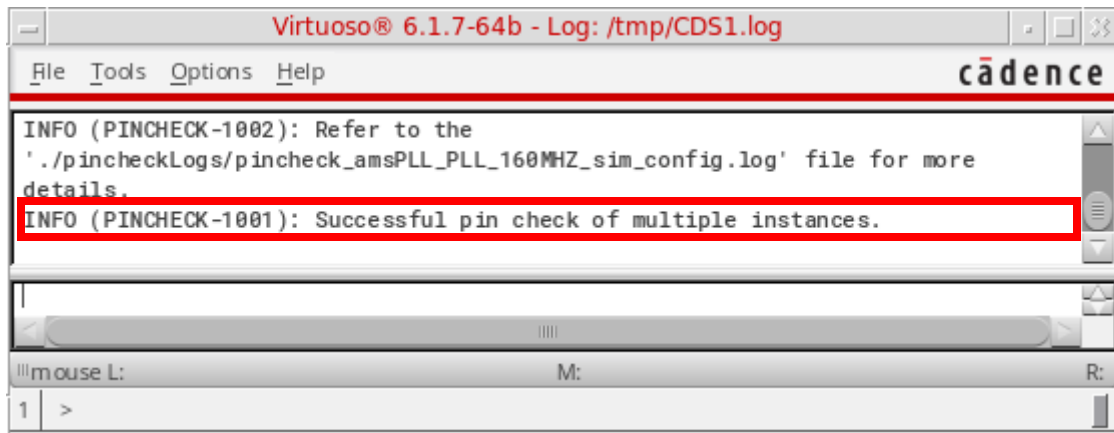 Virtuoso® 6.1.7-64b - Log: /tmp/CDS1.log
File Tools Options Help
cādence
INFO (PINCHECK-1002): Refer to the
'./pincheckLogs/pincheck_amsPLL_PLL_160MHZ_sim_config.log' file for more
details.
INFO (PINCHECK-1001): Successful pin check of multiple instances.
mouse L: M: R:
1 >